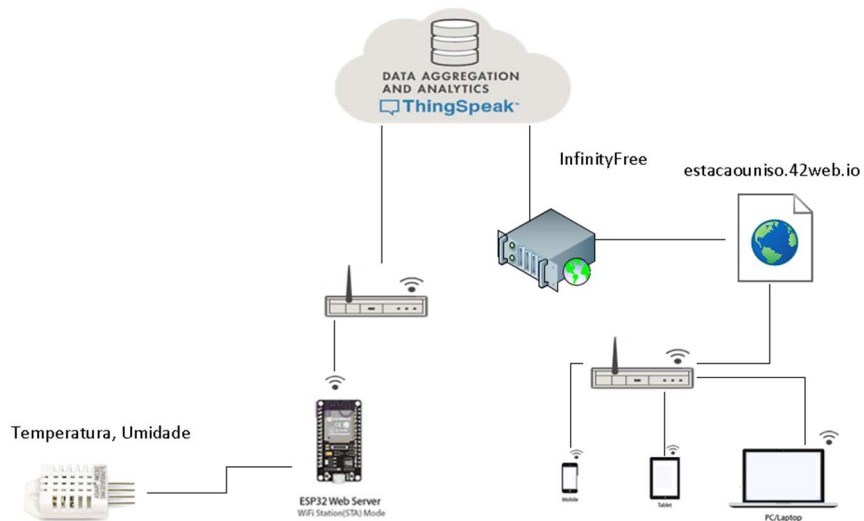 DATA AGGREGATION
AND ANALYTICS
ThingSpeak™
InfinityFree
estacaouniso.42web.io
Temperatura, Umidade
ESP32 Web Server
WiFi Station(STA) Mode
Mobile
Tablet
PC/Laptop